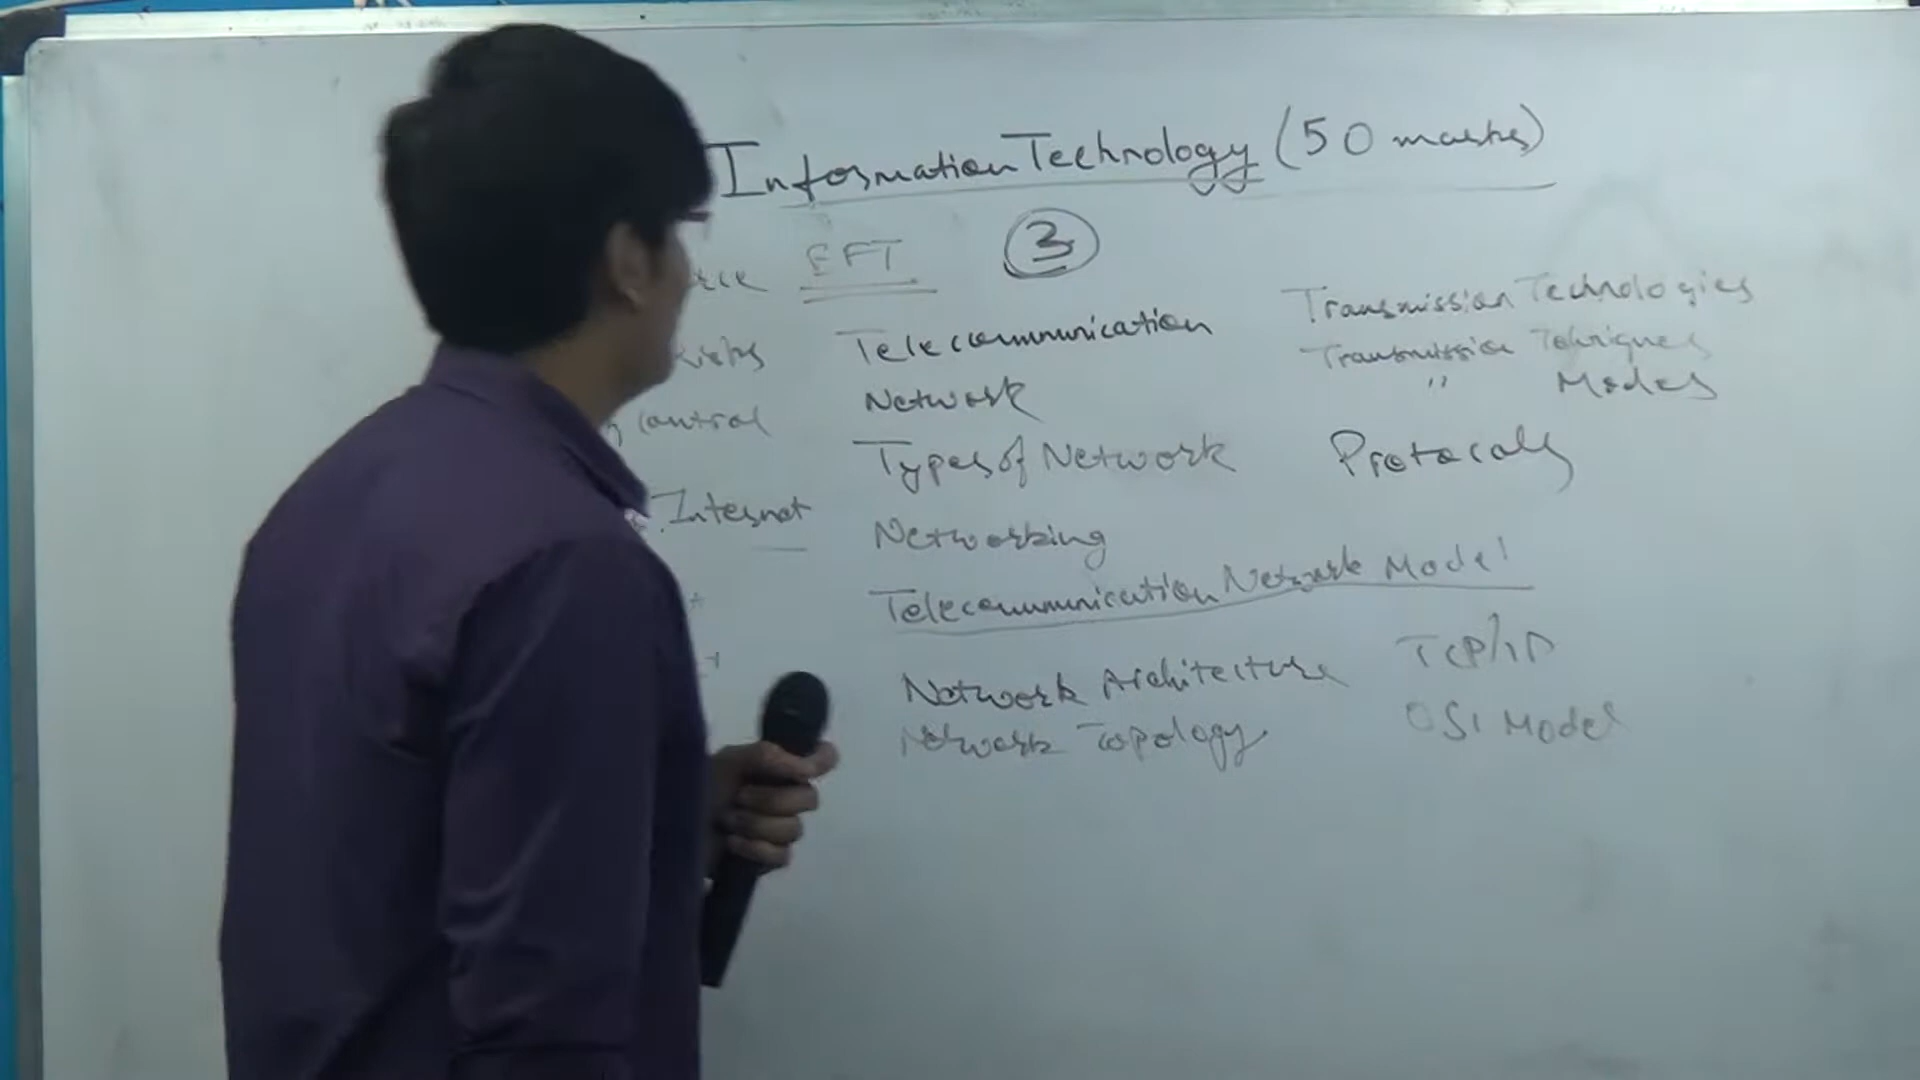 Information Technology (50 marks)
EFT
3
Telecommunication
Network
Types of Network
Networking
Telecommunication Network Model
Network Architecture
Network Topology
Transmission Technologies
Transmission Tehniques
" Modes
Protocols
TCP/IP
OSI Model
control
Internet